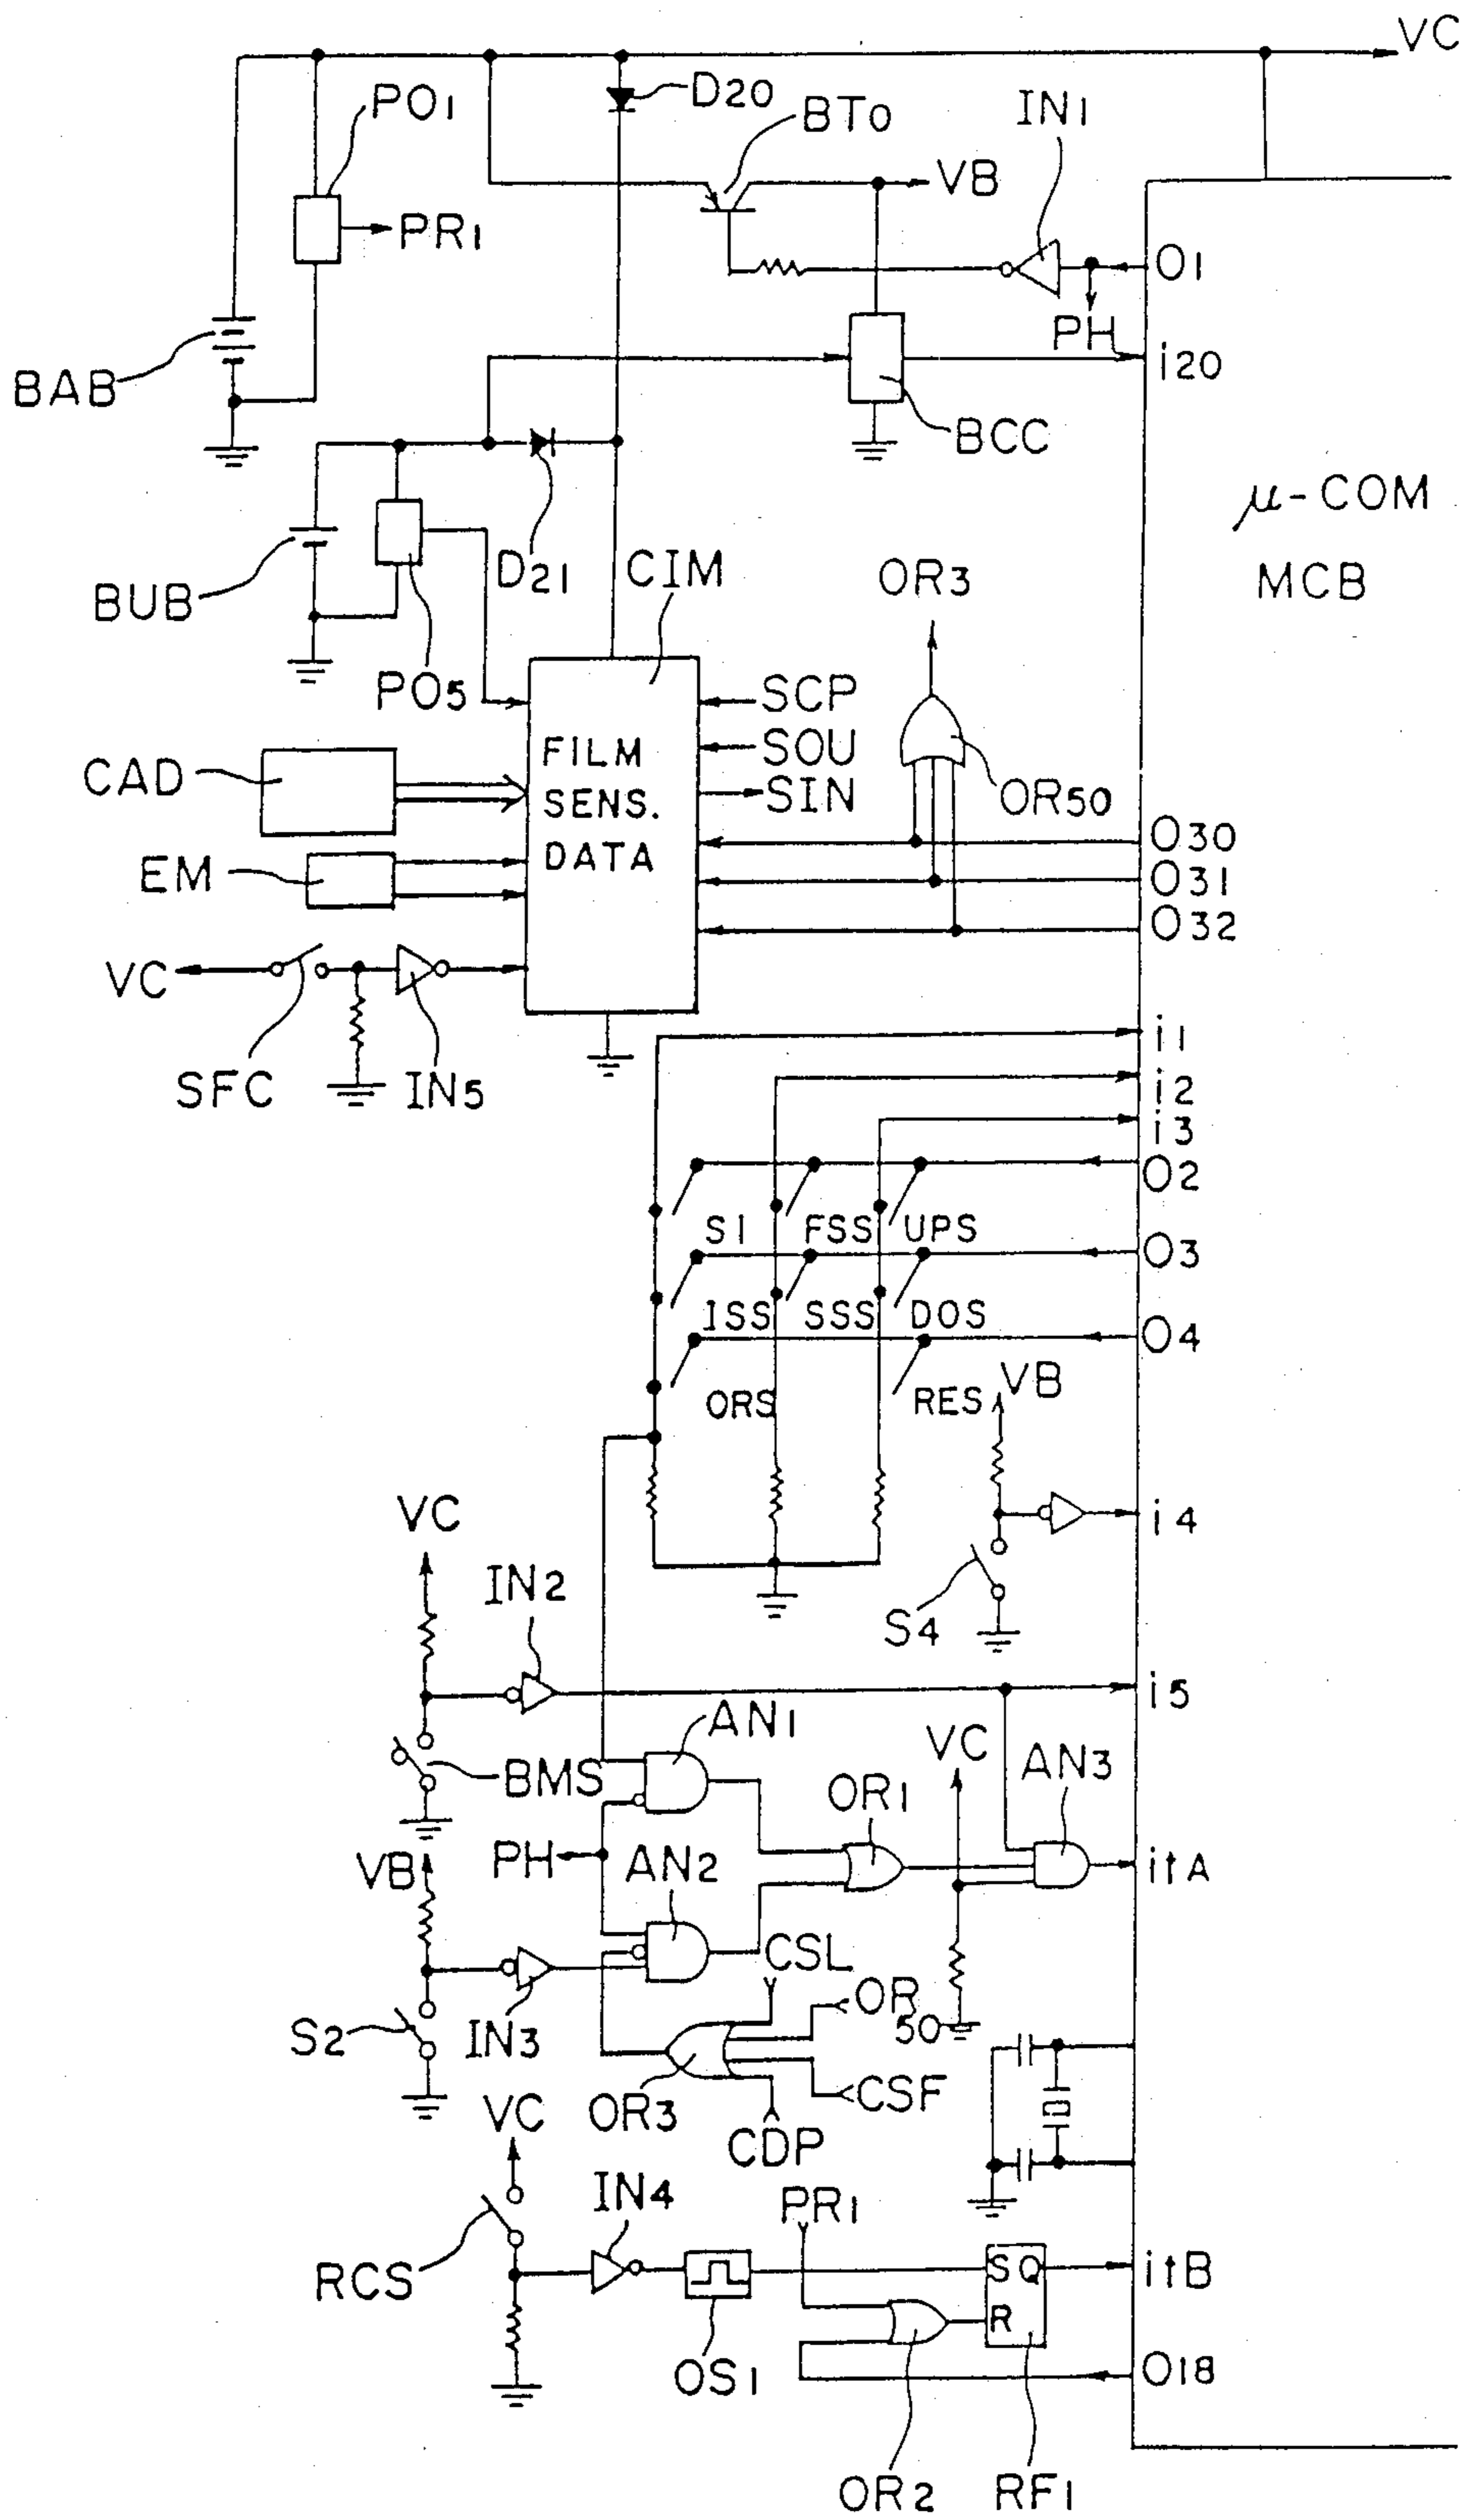 VC
D20
PO1
BTO
IN1
VB
PR1
O1
PH
BAB
i20
BCC
μ-COM
MCB
D21
CIM
OR3
BUB
PO5
SCP
SOU
SIN
FILM
SENS.
DATA
CAD
OR50
O30
EM
O31
O32
VC
SFC
IN5
i1
i2
i3
O2
S1
FSS
UPS
O3
ISS
SSS
DOS
O4
VB
ORS
RES
VC
i4
IN2
S4
i5
AN1
VC
AN3
BMS
OR1
PH
AN2
itA
VB
CSL
OR
50
S2
IN3
CSF
VC
OR3
CDP
IN4
PR1
RCS
S Q
itB
R
OS1
O18
OR2
RF1